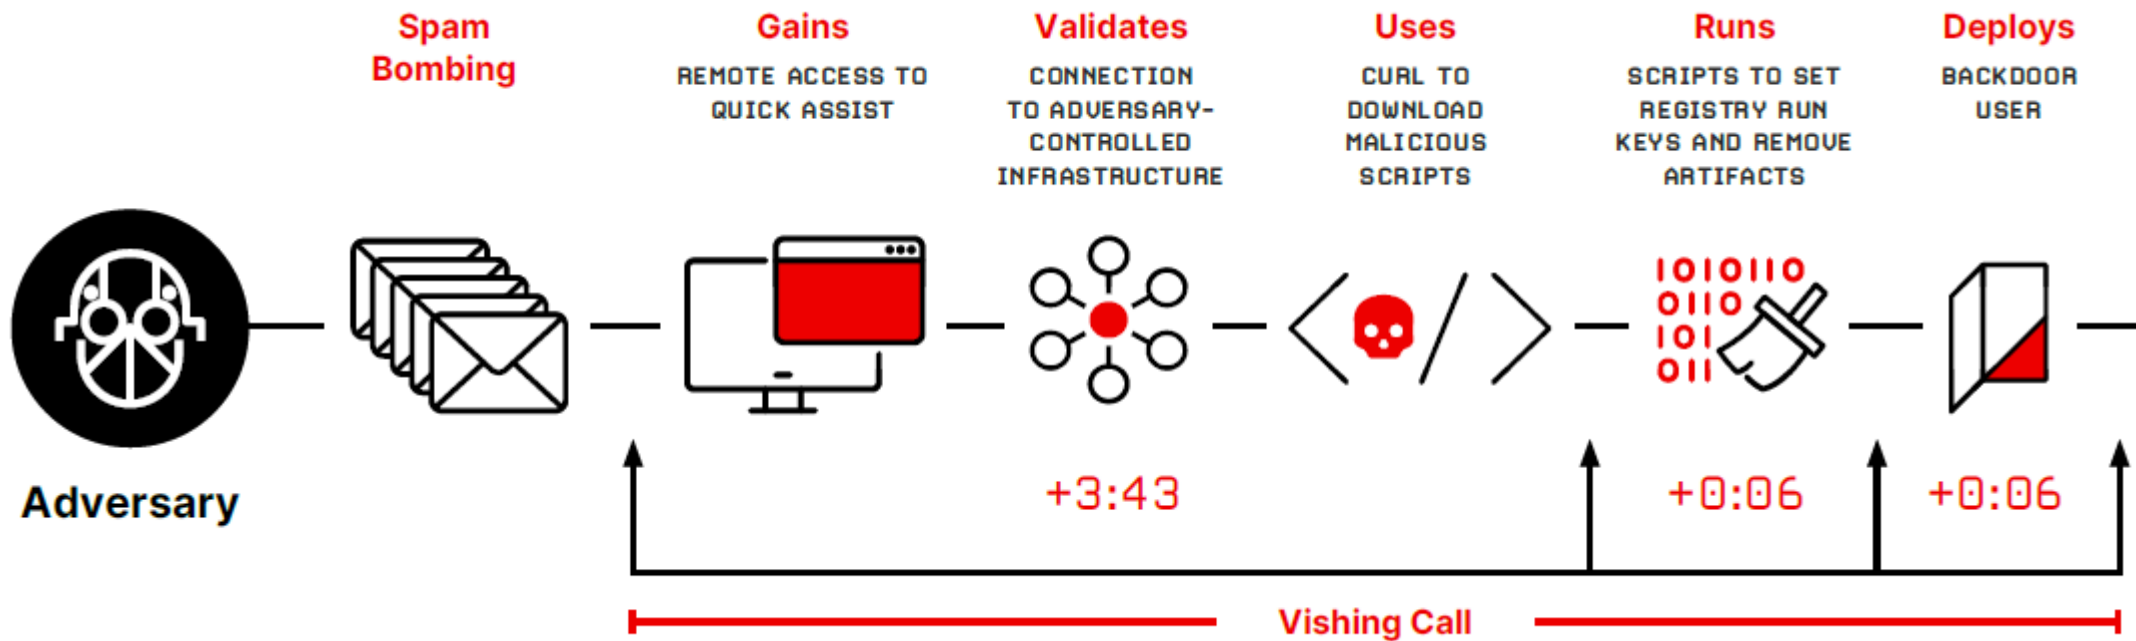 Spam
Bombing
Gains
REMOTE ACCESS TO
QUICK ASSIST
Validates
CONNECTION
TO ADVERSARY-
CONTROLLED
INFRASTRUCTURE
Uses
CURL TO
DOWNLOAD
MALICIOUS
SCRIPTS
Runs
SCRIPTS TO SET
REGISTRY RUN
KEYS AND REMOVE
ARTIFACTS
Deploys
BACKDOOR
USER
1010110
0110
101
011
Adversary
+3:43
+0:06
+0:06
Vishing Call